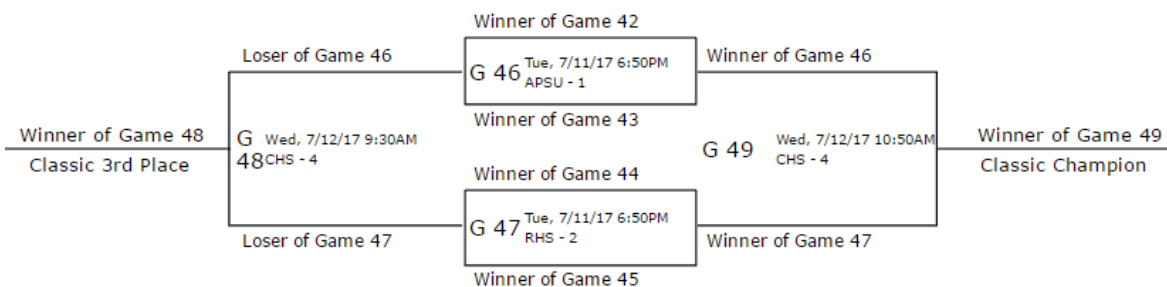 Winner of Game 42
Loser of Game 46
G 46 Tue, 7/11/17 6:50PM
APSU - 1
Winner of Game 46
Winner of Game 43
Winner of Game 48
Classic 3rd Place
G
48 Wed, 7/12/17 9:30AM
CHS - 4
G 49 Wed, 7/12/17 10:50AM
CHS - 4
Winner of Game 49
Classic Champion
Winner of Game 44
G 47 Tue, 7/11/17 6:50PM
RHS - 2
Loser of Game 47
Winner of Game 47
Winner of Game 45